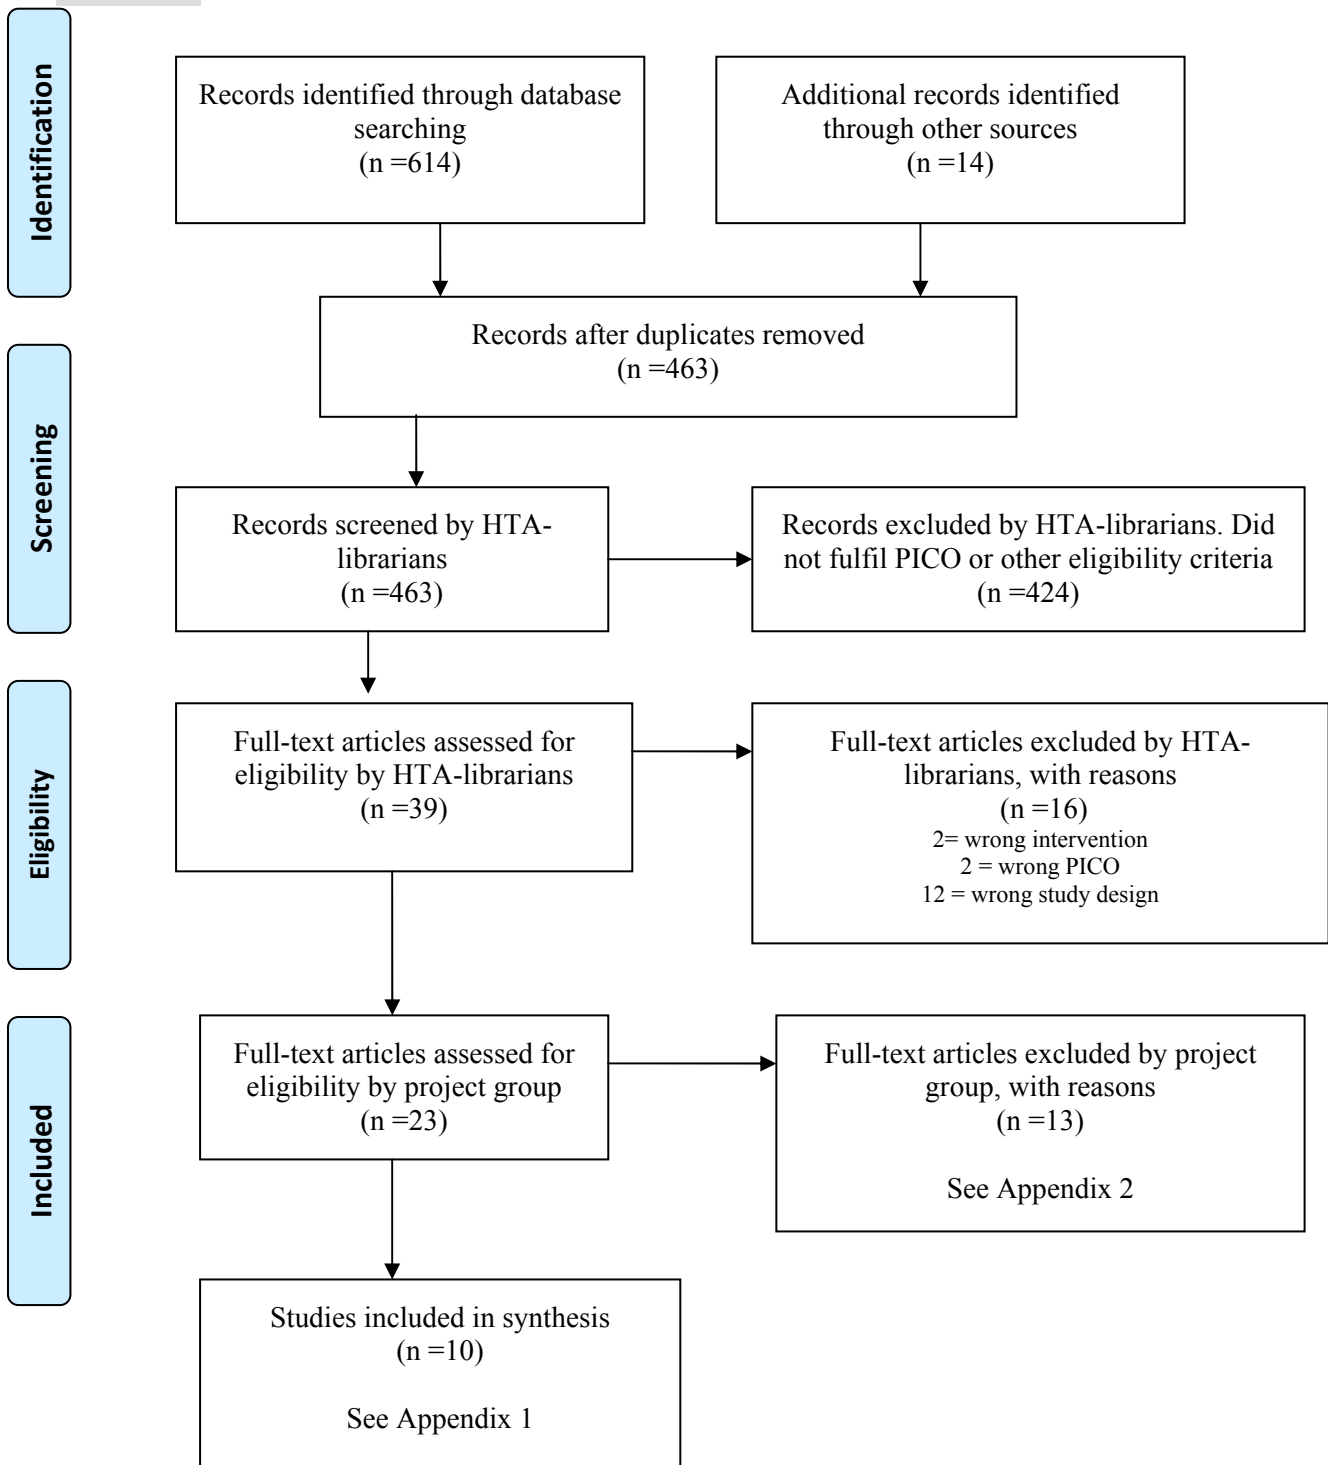 Identification
Records identified through database
searching
(n =614)
Additional records identified
through other sources
(n =14)
Records after duplicates removed
(n =463)
Screening
Records screened by HTA-
librarians
(n =463)
Records excluded by HTA-librarians. Did
not fulfil PICO or other eligibility criteria
(n =424)
Eligibility
Full-text articles assessed for
eligibility by HTA-librarians
(n =39)
Full-text articles excluded by HTA-
librarians, with reasons
(n =16)
2= wrong intervention
2 = wrong PICO
12 = wrong study design
Included
Full-text articles assessed for
eligibility by project group
(n =23)
Full-text articles excluded by project
group, with reasons
(n =13)
See Appendix 2
Studies included in synthesis
(n =10)
See Appendix 1